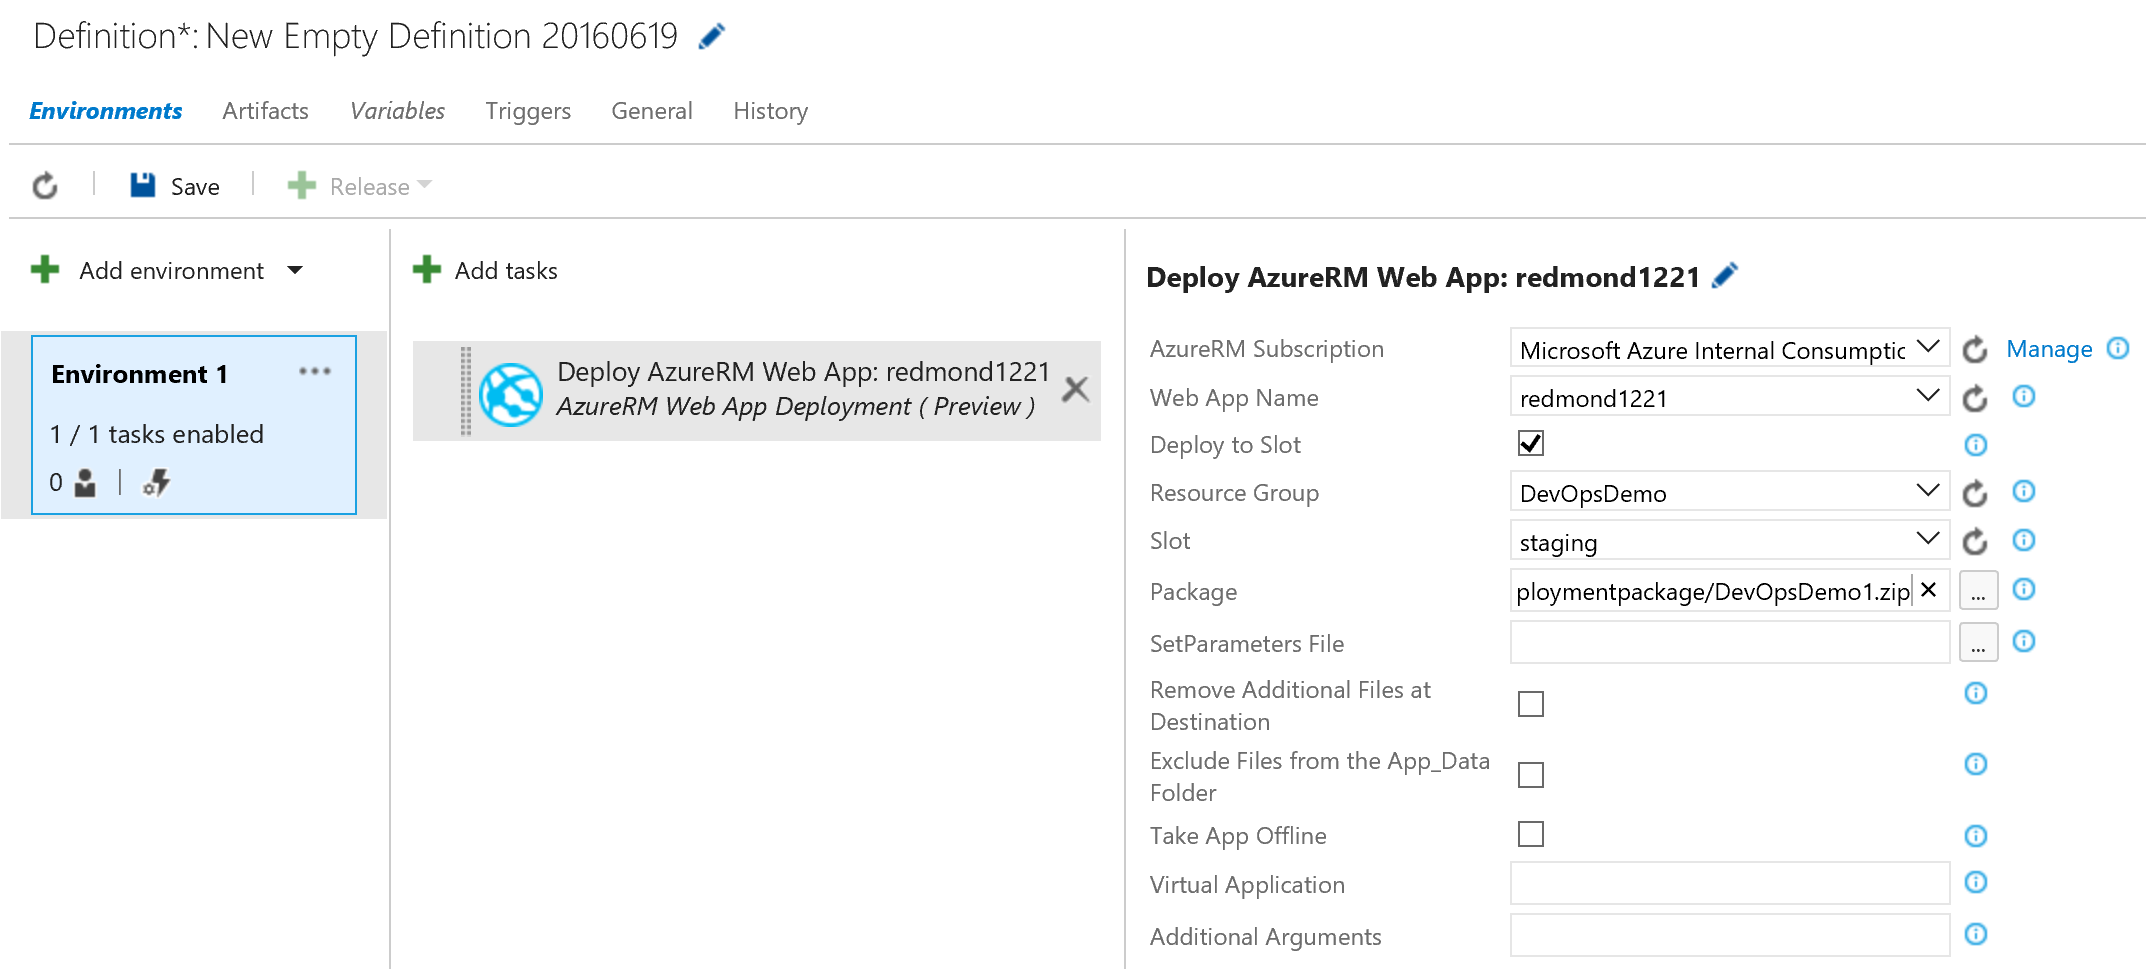 Definition*: New Empty Definition 20160619
Environments Artifacts Variables Triggers General History
Save Release
Add environment
Environment 1 ...
1 / 1 tasks enabled
0
Add tasks
Deploy AzureRM Web App: redmond1221
AzureRM Web App Deployment ( Preview )
Deploy AzureRM Web App: redmond1221
AzureRM Subscription Microsoft Azure Internal Consumptic Manage
Web App Name redmond1221
Deploy to Slot
Resource Group DevOpsDemo
Slot staging
Package ploymentpackage/DevOpsDemo1.zip ...
SetParameters File ...
Remove Additional Files at
Destination
Exclude Files from the App_Data
Folder
Take App Offline
Virtual Application
Additional Arguments